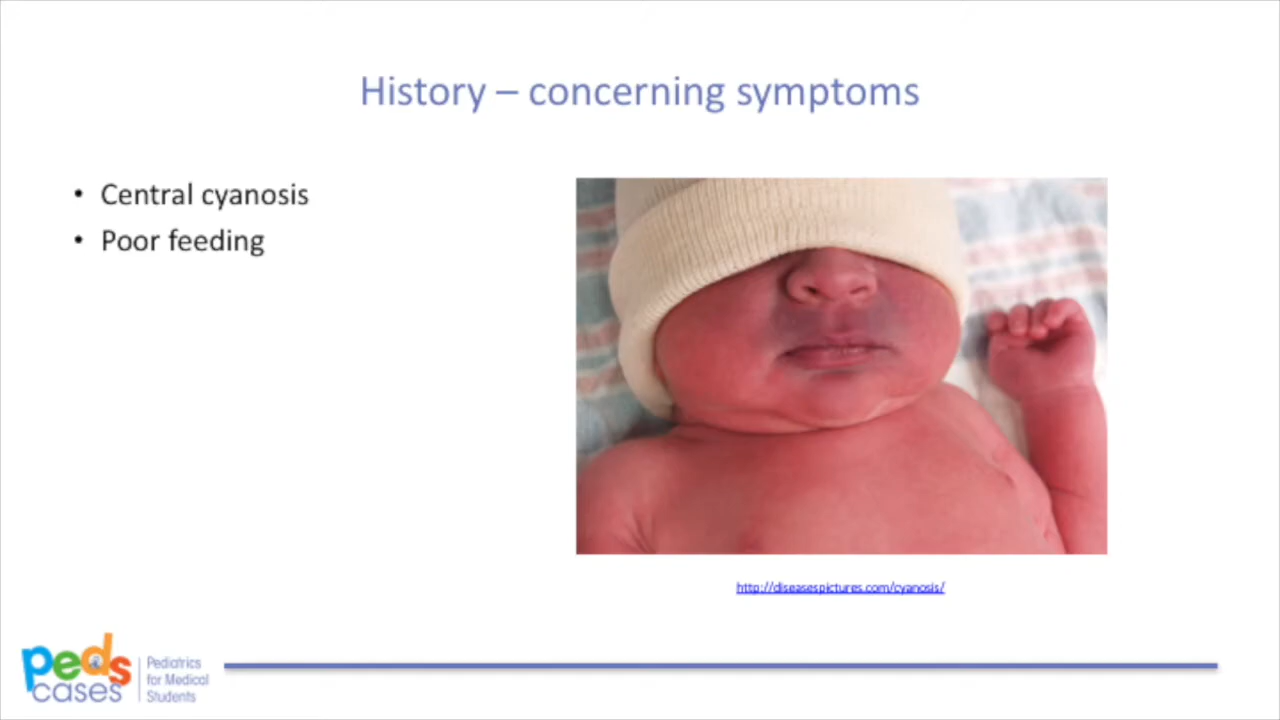 History – concerning symptoms
• Central cyanosis
• Poor feeding
http://diseasespictures.com/cyanosis/
peds
cases
Pediatrics
for Medical
Students